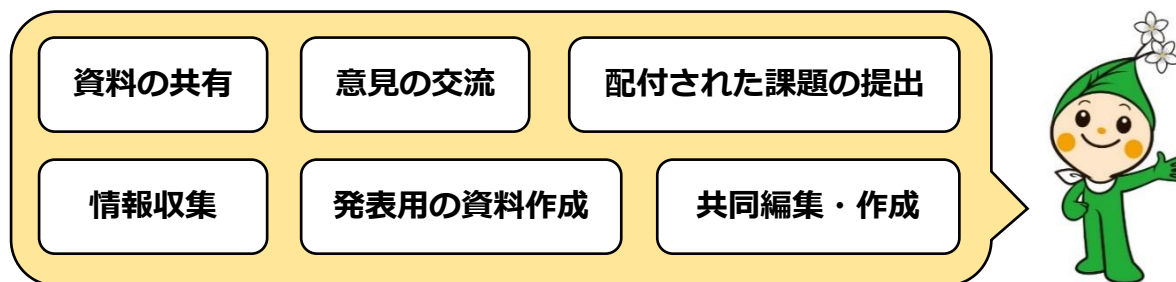 資料の共有 意見の交流 配付された課題の提出
情報収集 発表用の資料作成 共同編集・作成